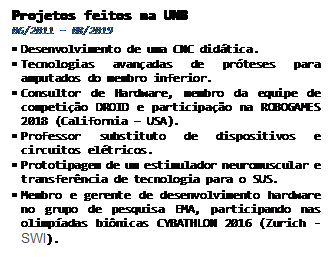 Projetos feitos na UNB
06/2011 – 08/2019
▪ Desenvolvimento de uma CNC didática.
▪ Tecnologias avançadas de próteses para
amputados do membro inferior.
▪ Consultor de Hardware, membro da equipe de
competição DROID e participação na ROBOGAMES
2018 (California – USA).
▪ Professor substituto de dispositivos e
circuitos elétricos.
▪ Prototipagem de um estimulador neuromuscular e
transferência de tecnologia para o SUS.
▪ Membro e gerente de desenvolvimento hardware
no grupo de pesquisa EMA, participando nas
olimpíadas biônicas CYBATHLON 2016 (Zurich -
SWI).